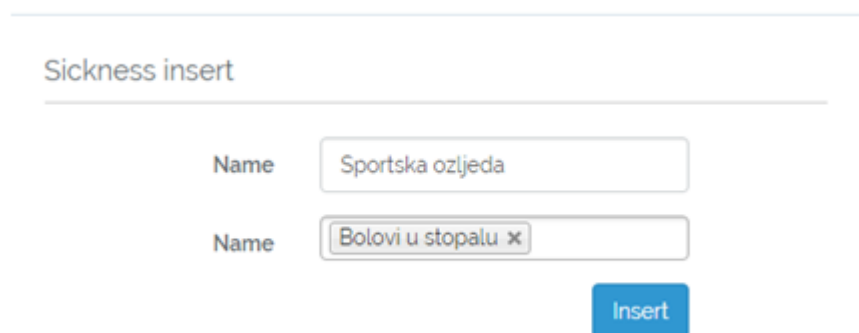 Sickness insert
Name Sportska ozljeda
Name Bolovi u stopalu ×
Insert